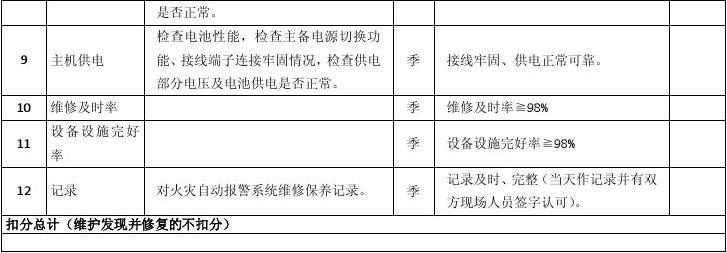 是否正常。
9 主机供电 检查电池性能，检查主备电源切换功 季 接线牢固、供电正常可靠。
能、接线端子连接牢固情况，检查供电
部分电压及电池供电是否正常。
10 维修及时率 季 维修及时率≧98%
11 设备设施完好 季 设备设施完好率≧98%
率
12 记录 对火灾自动报警系统维修保养记录。 季 记录及时、完整（当天作记录并有双
方现场人员签字认可）。
扣分总计（维护发现并修复的不扣分）